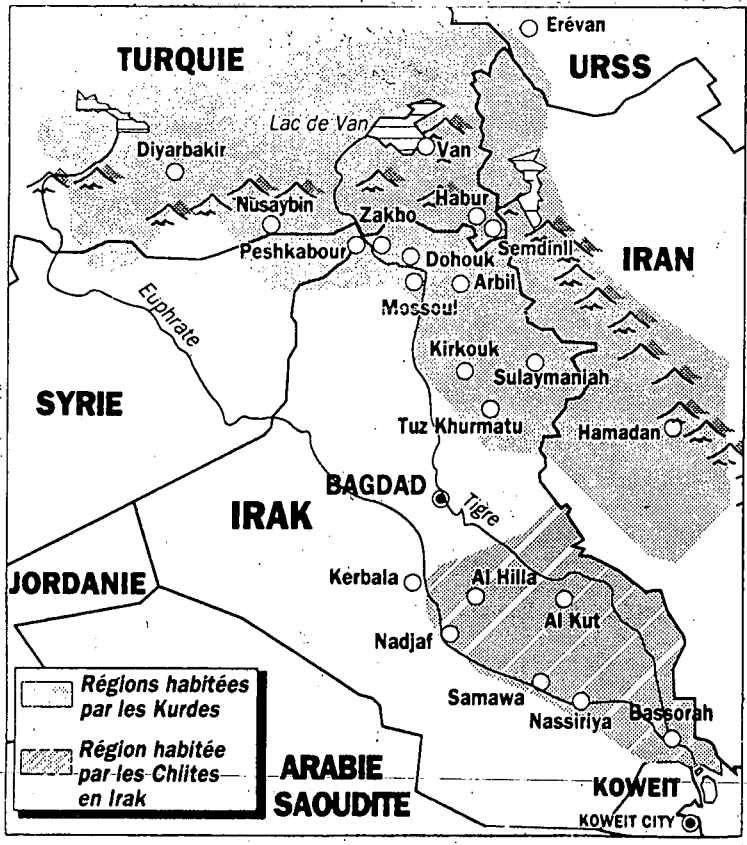 Erévan
TURQUIE
URSS
Lac de Van
Diyarbakir
Van
Nusaybin
Zakho
Habur
Peshkabour
Semdinli
Dohouk
IRAN
Arbil
Mossoul
Euphrate
Kirkouk
Sulaymaniah
SYRIE
Tuz Khurmatu
Hamadan
BAGDAD
IRAK
Tigre
JORDANIE
Kerbala
Al Hilla
Al Kut
Nadjaf
Samawa
Nassiriya
Bassorah
Régions habitées
par les Kurdes
Région habitée
par les Chiites
en Irak
ARABIE
SAOUDITE
KOWEIT
KOWEIT CITY